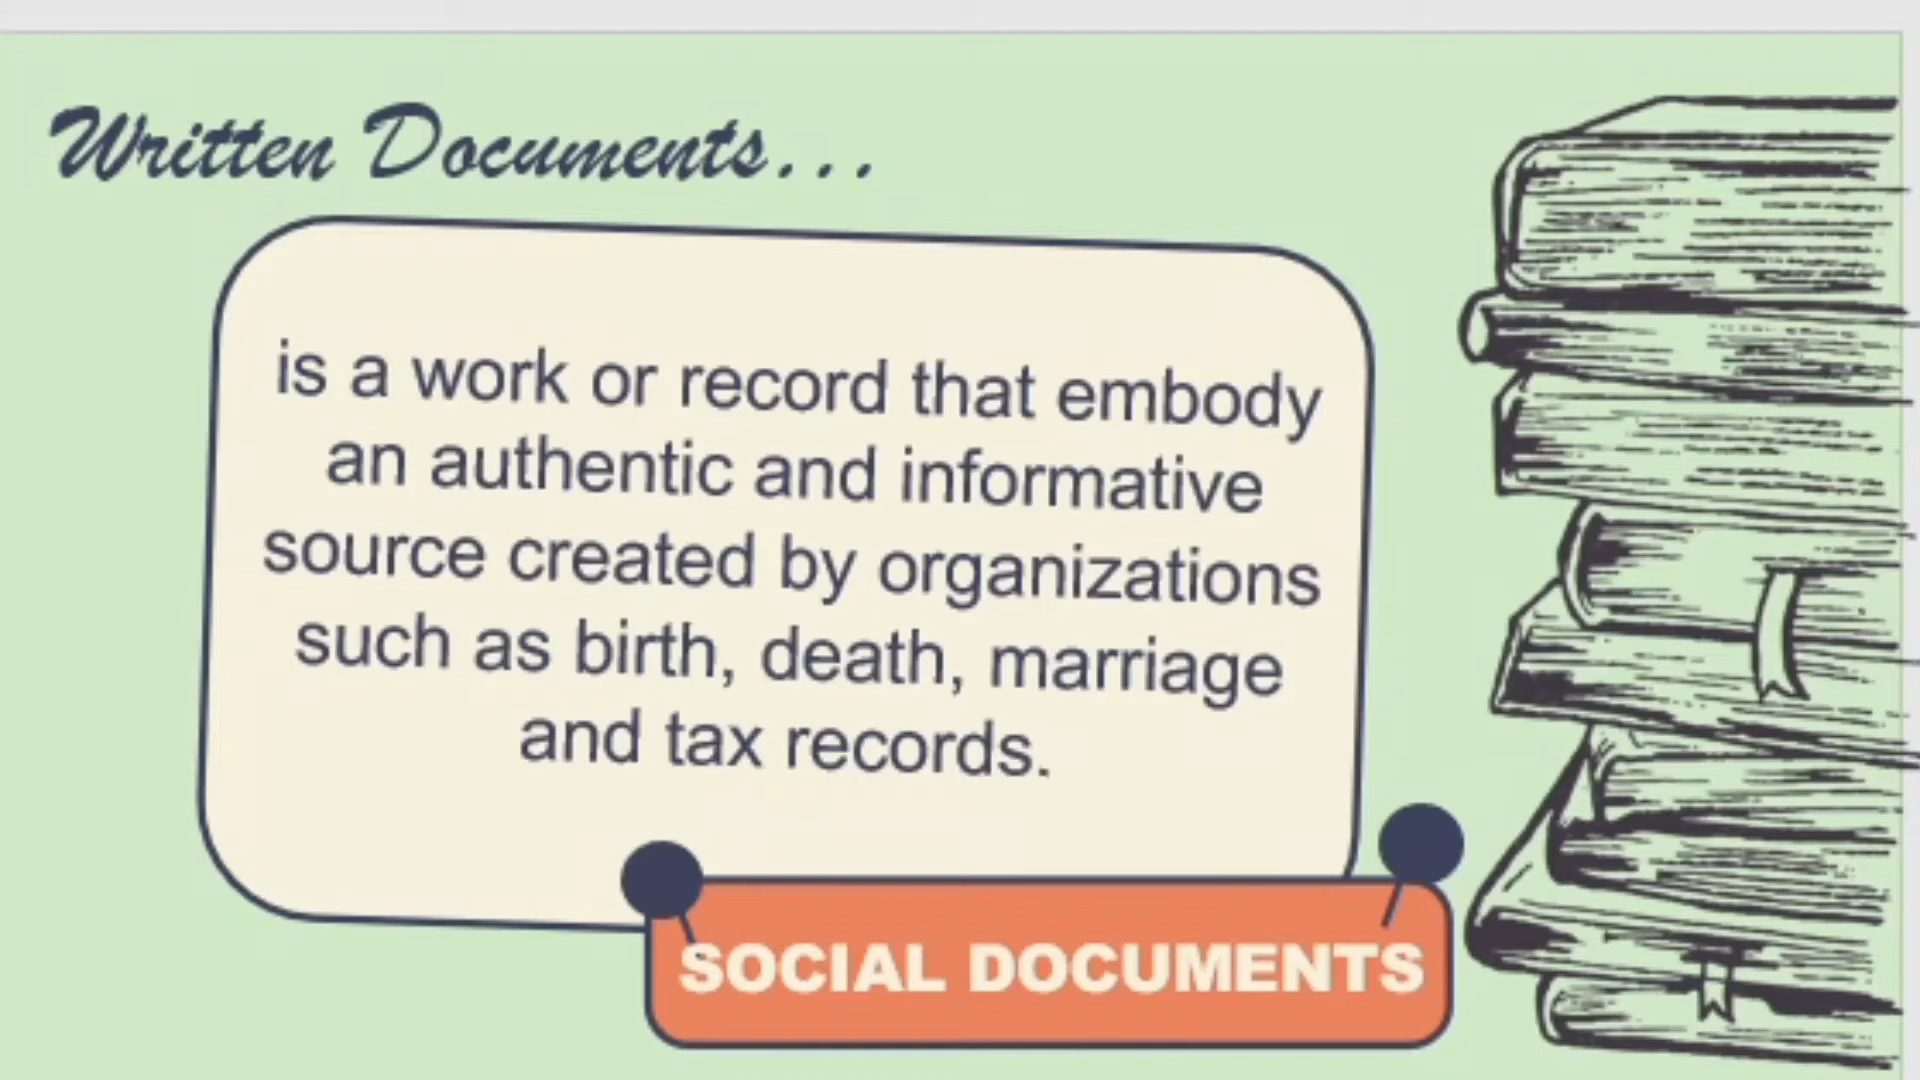 Written Documents...
is a work or record that embody
an authentic and informative
source created by organizations
such as birth, death, marriage
and tax records.
SOCIAL DOCUMENTS